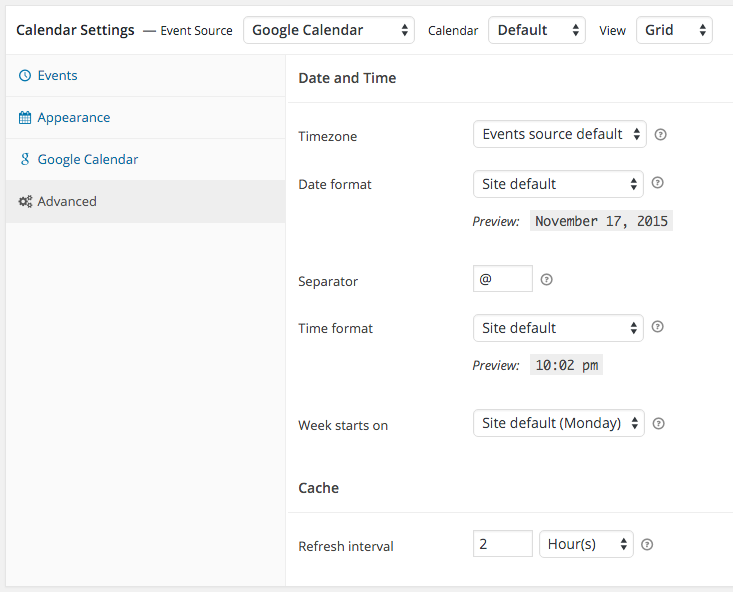 Calendar Settings — Event Source Google Calendar Calendar Default View Grid
Events
Appearance
Google Calendar
Advanced
Date and Time
Timezone Events source default ?
Date format Site default ?
Preview: November 17, 2015
Separator @ ?
Time format Site default ?
Preview: 10:02 pm
Week starts on Site default (Monday) ?
Cache
Refresh interval 2 Hour(s) ?